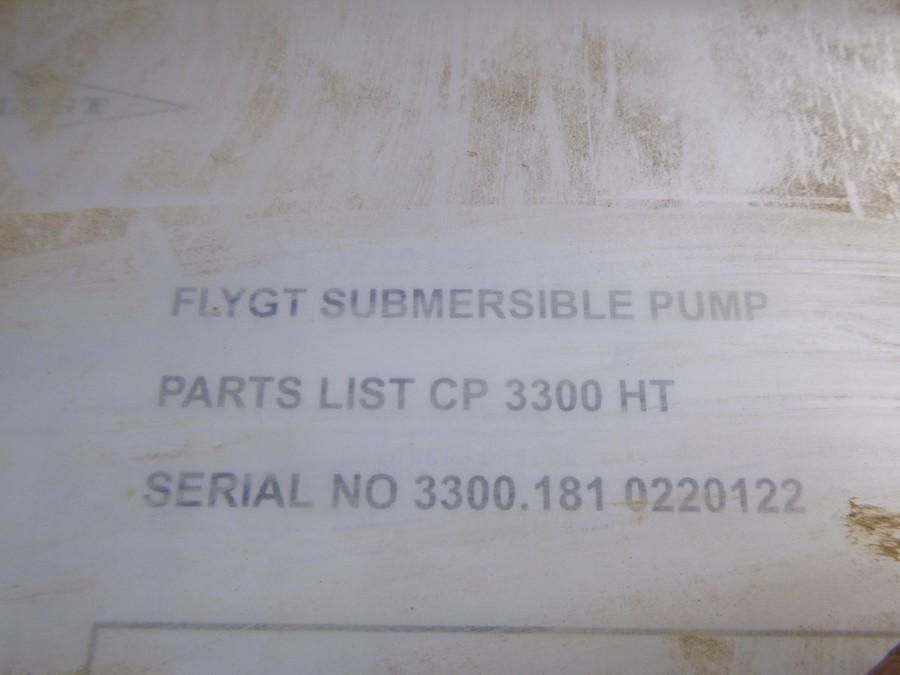 FLYGT SUBMERSIBLE PUMP
PARTS LIST CP 3300 HT
SERIAL NO 3300.181 0220122